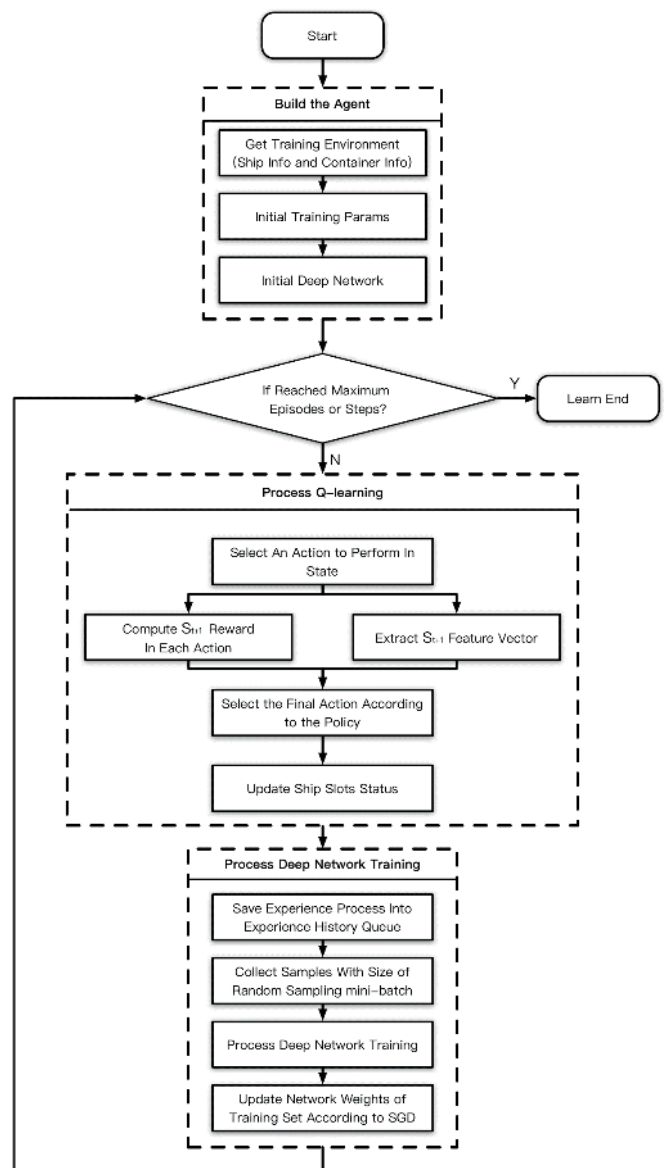 Start
Build the Agent
Get Training Environment
(Ship Info and Container Info)
Initial Training Params
Initial Deep Network
If Reached Maximum
Episodes or Steps?
Y
Learn End
N
Process Q-learning
Select An Action to Perform In
State
Compute St+1 Reward
In Each Action
Extract St+1 Feature Vector
Select the Final Action According
to the Policy
Update Ship Slots Status
Process Deep Network Training
Save Experience Process Into
Experience History Queue
Collect Samples With Size of
Random Sampling mini-batch
Process Deep Network Training
Update Network Weights of
Training Set According to SGD